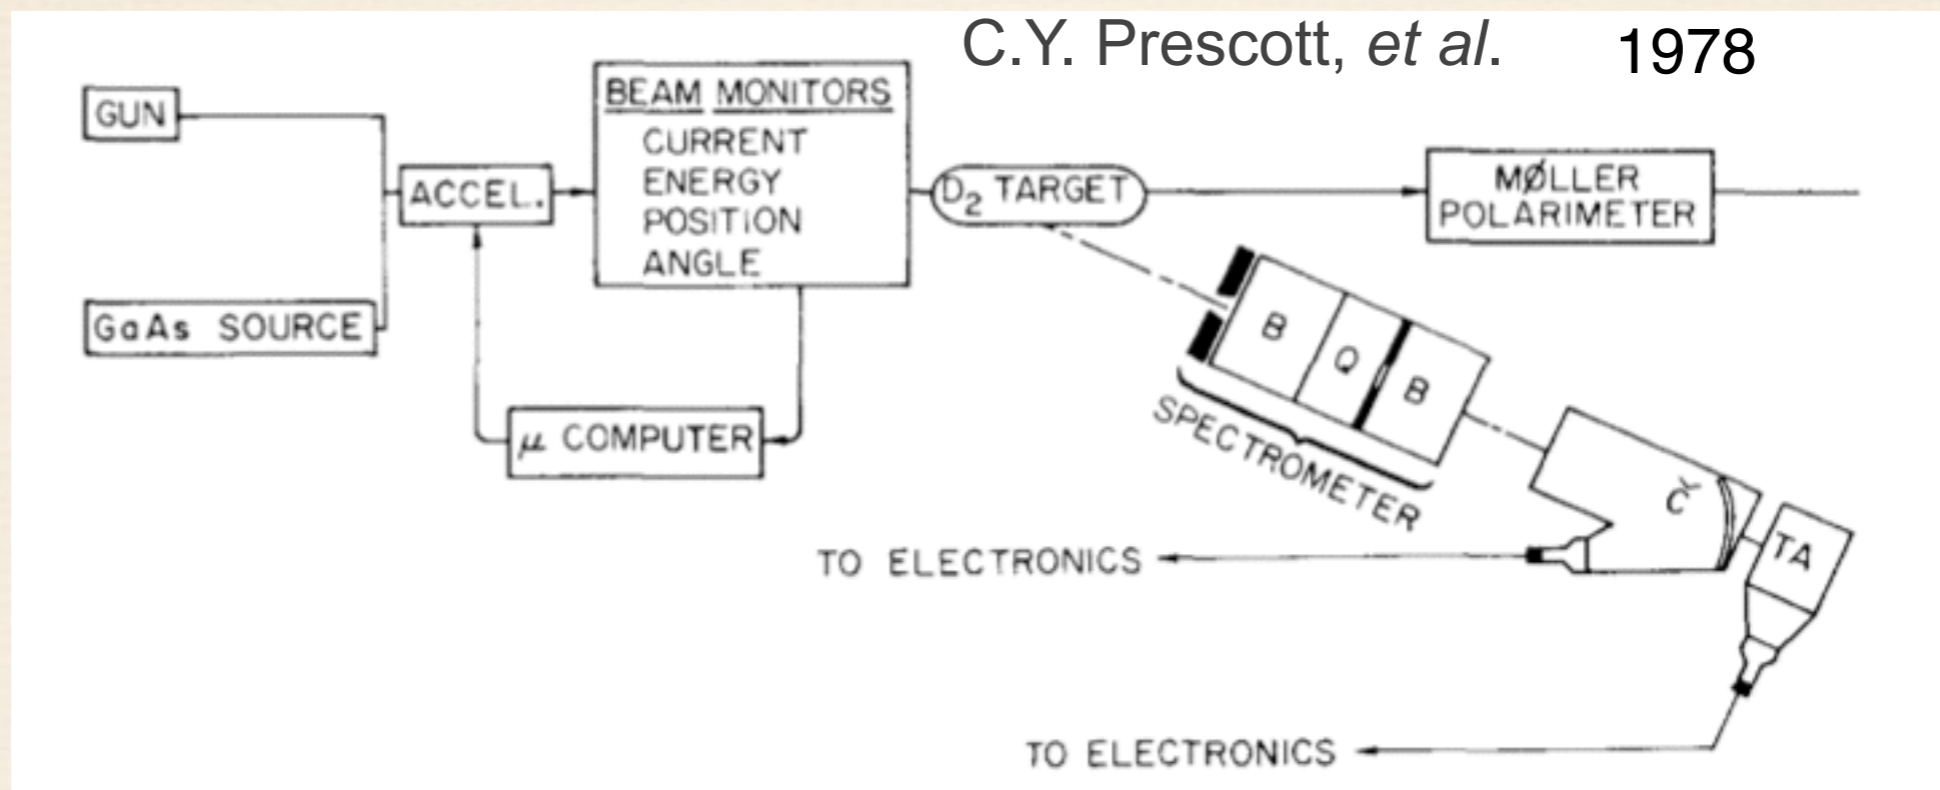 C.Y. Prescott, et al. 1978
GUN
BEAM MONITORS
CURRENT
ENERGY
POSITION
ANGLE
ACCEL.
D2 TARGET
MØLLER
POLARIMETER
GaAs SOURCE
μ COMPUTER
B
Q
B
SPECTROMETER
Č
TA
TO ELECTRONICS
TO ELECTRONICS